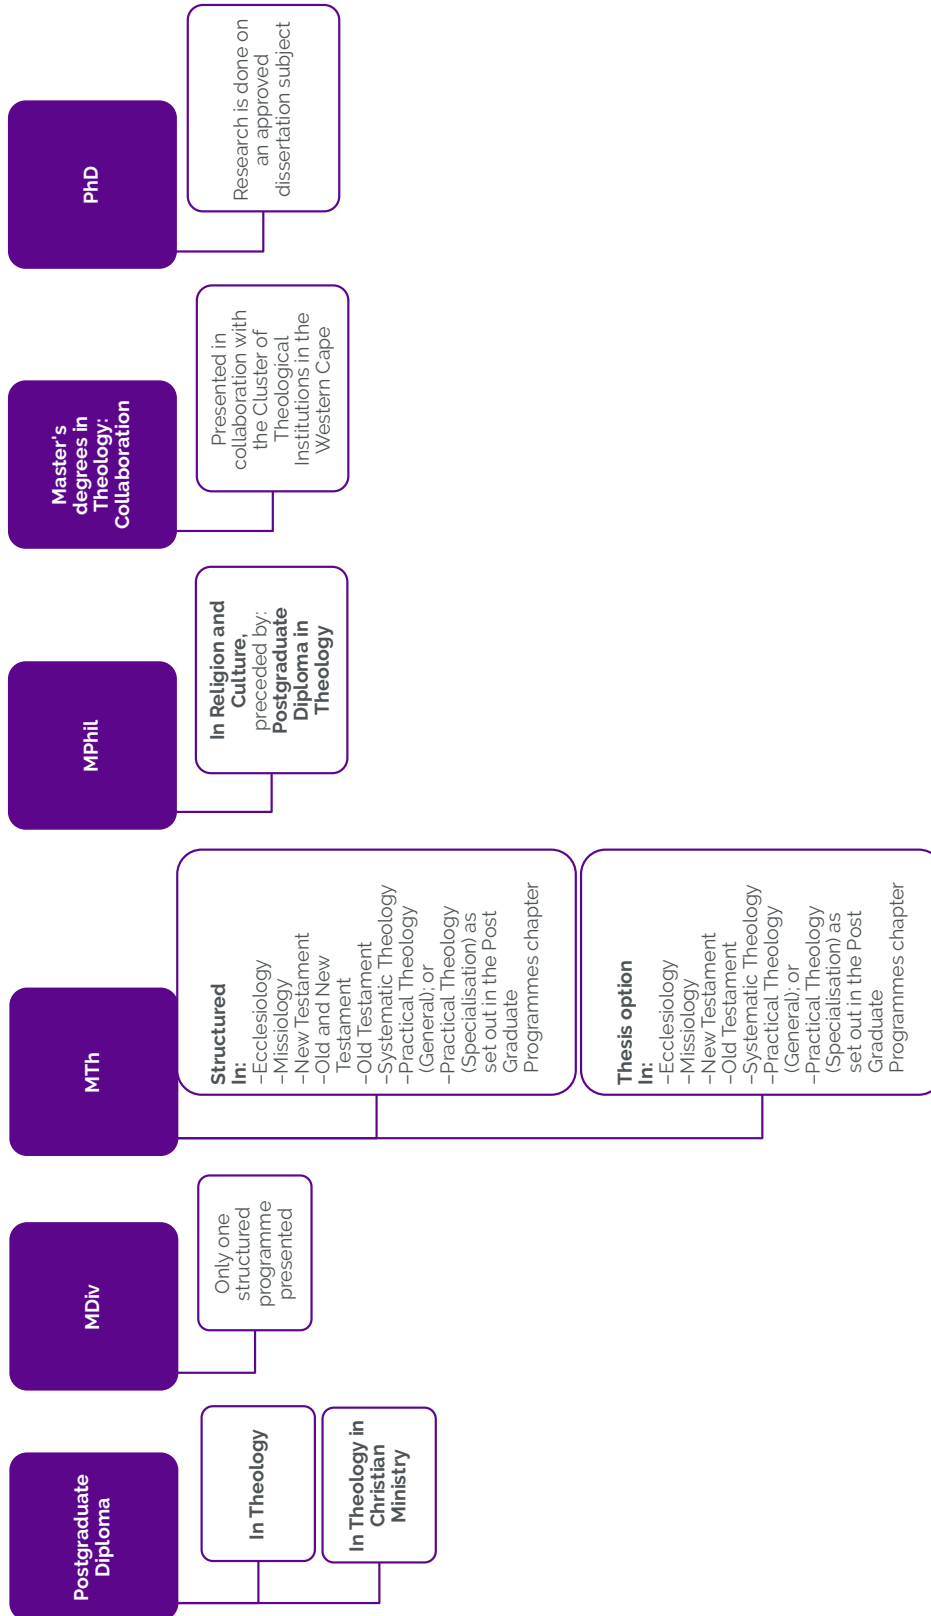 Postgraduate
Diploma
In Theology
In Theology in
Christian
Ministry
MDiv
Only one
structured
programme
presented
MTh
Structured
In:
–Ecclesiology
–Missiology
–New Testament
–Old and New
Testament
–Old Testament
–Systematic Theology
–Practical Theology
(General); or
–Practical Theology
(Specialisation) as
set out in the Post
Graduate
Programmes chapter
Thesis option
In:
–Ecclesiology
–Missiology
–New Testament
–Old Testament
–Systematic Theology
–Practical Theology
(General); or
–Practical Theology
(Specialisation) as
set out in the Post
Graduate
Programmes chapter
MPhil
In Religion and
Culture,
preceded by:
Postgraduate
Diploma in
Theology
Master's
degrees in
Theology:
Collaboration
Presented in
collaboration with
the Cluster of
Theological
Institutions in the
Western Cape
PhD
Research is done on
an approved
dissertation subject